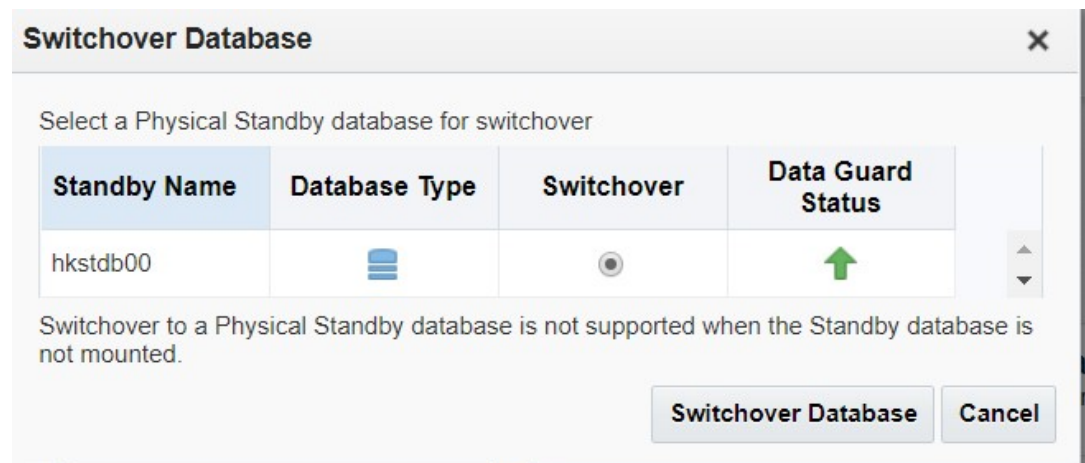 Switchover Database
Select a Physical Standby database for switchover
Standby Name Database Type Switchover Data Guard Status
hkstdb00
Switchover to a Physical Standby database is not supported when the Standby database is
not mounted.
Switchover Database Cancel